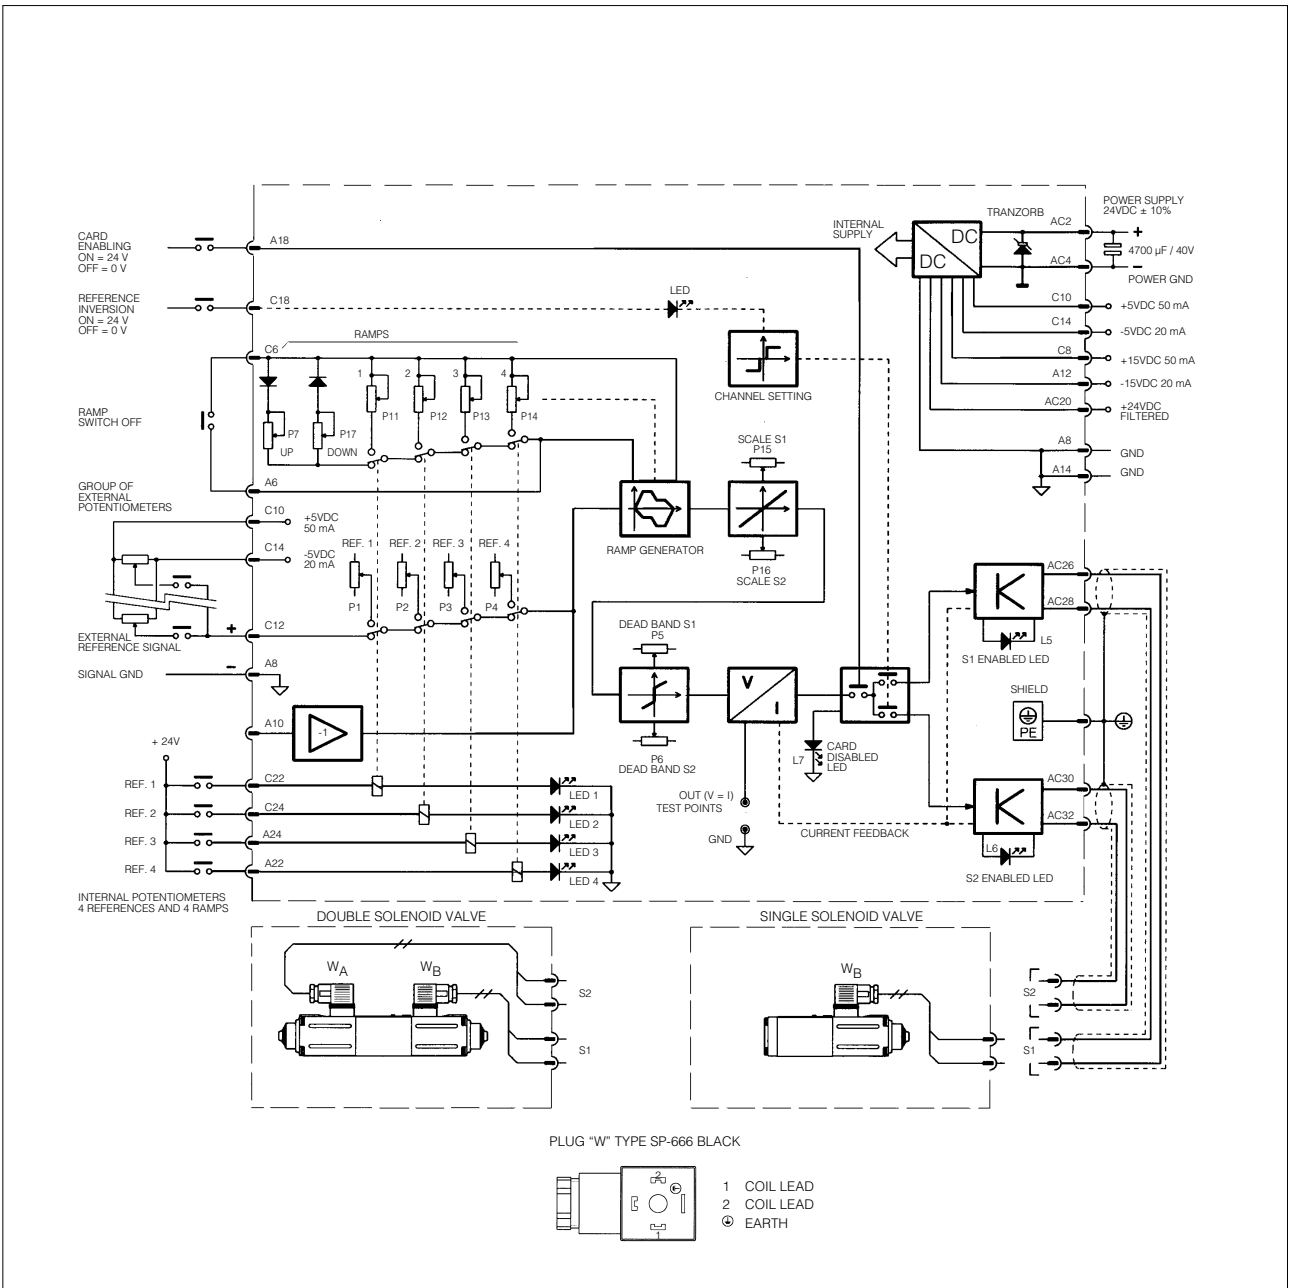 POWER SUPPLY
24VDC ± 10%
TRANZORB
AC2
INTERNAL
SUPPLY
DC
DC
+
4700 µF / 40V
AC4
−
POWER GND
CARD
ENABLING
ON = 24 V
OFF = 0 V
A18
REFERENCE
INVERSION
ON = 24 V
OFF = 0 V
C18
LED
C10
+5VDC 50 mA
C14
-5VDC 20 mA
C8
+15VDC 50 mA
A12
-15VDC 20 mA
AC20
+24VDC
FILTERED
A8
GND
A14
GND
RAMPS
C6
1
2
3
4
P11
P12
P13
P14
P7
UP
P17
DOWN
RAMP
SWITCH OFF
CHANNEL SETTING
SCALE S1
P15
P16
SCALE S2
RAMP GENERATOR
A6
GROUP OF
EXTERNAL
POTENTIOMETERS
C10
+5VDC
50 mA
C14
-5VDC
20 mA
REF. 1
REF. 2
REF. 3
REF. 4
P1
P2
P3
P4
+
C12
EXTERNAL
REFERENCE SIGNAL
−
A8
SIGNAL GND
A10
-1
DEAD BAND S1
P5
P6
DEAD BAND S2
V
I
L7
CARD
DISABLED
LED
OUT (V = I)
TEST POINTS
GND
CURRENT FEEDBACK
K
AC26
AC28
L5
S1 ENABLED LED
SHIELD
PE
K
AC30
AC32
L6
S2 ENABLED LED
+ 24V
REF. 1
C22
LED 1
REF. 2
C24
LED 2
REF. 3
A24
LED 3
REF. 4
A22
LED 4
INTERNAL POTENTIOMETERS
4 REFERENCES AND 4 RAMPS
DOUBLE SOLENOID VALVE
WA
WB
S2
S1
SINGLE SOLENOID VALVE
WB
S2
S1
PLUG “W” TYPE SP-666 BLACK
2
1
1 COIL LEAD
2 COIL LEAD
EARTH